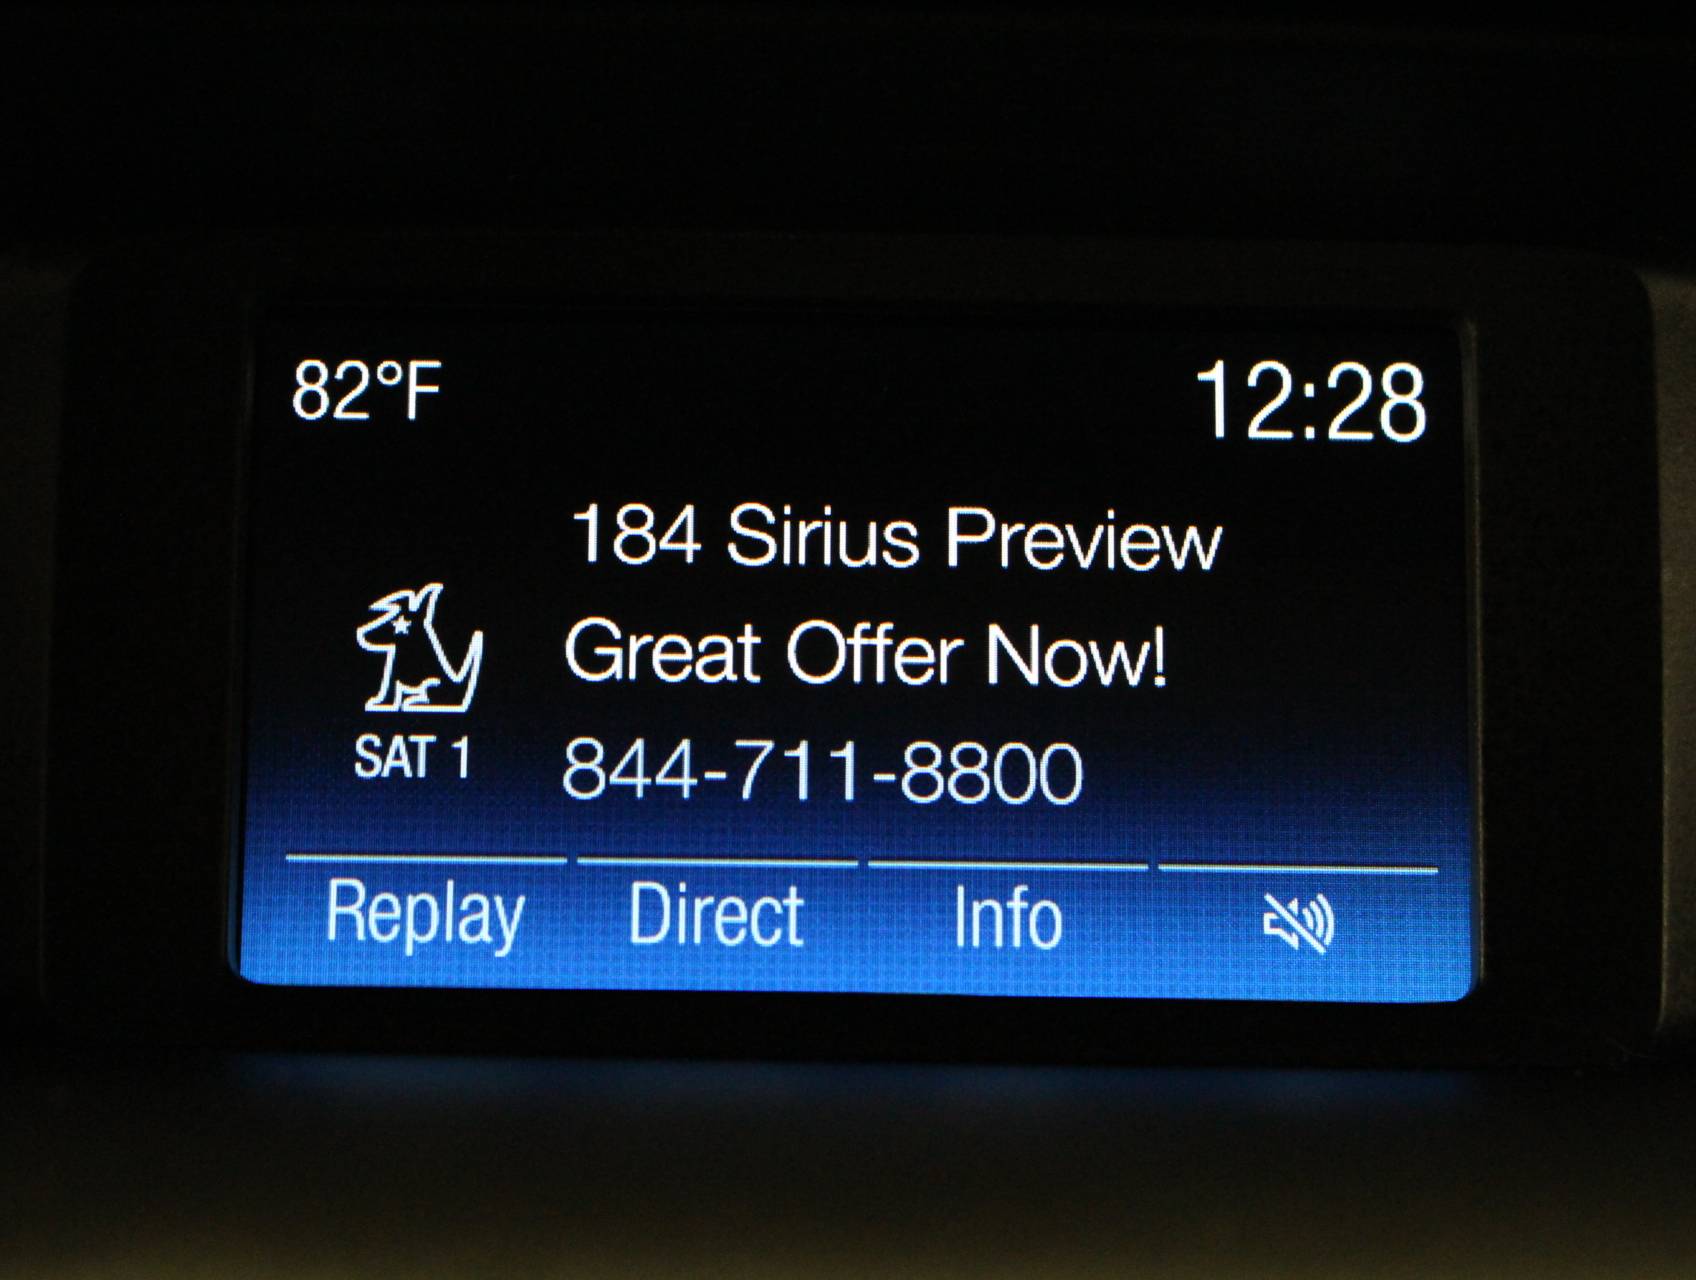 82°F 12:28
184 Sirius Preview
Great Offer Now!
SAT 1 844-711-8800
Replay Direct Info